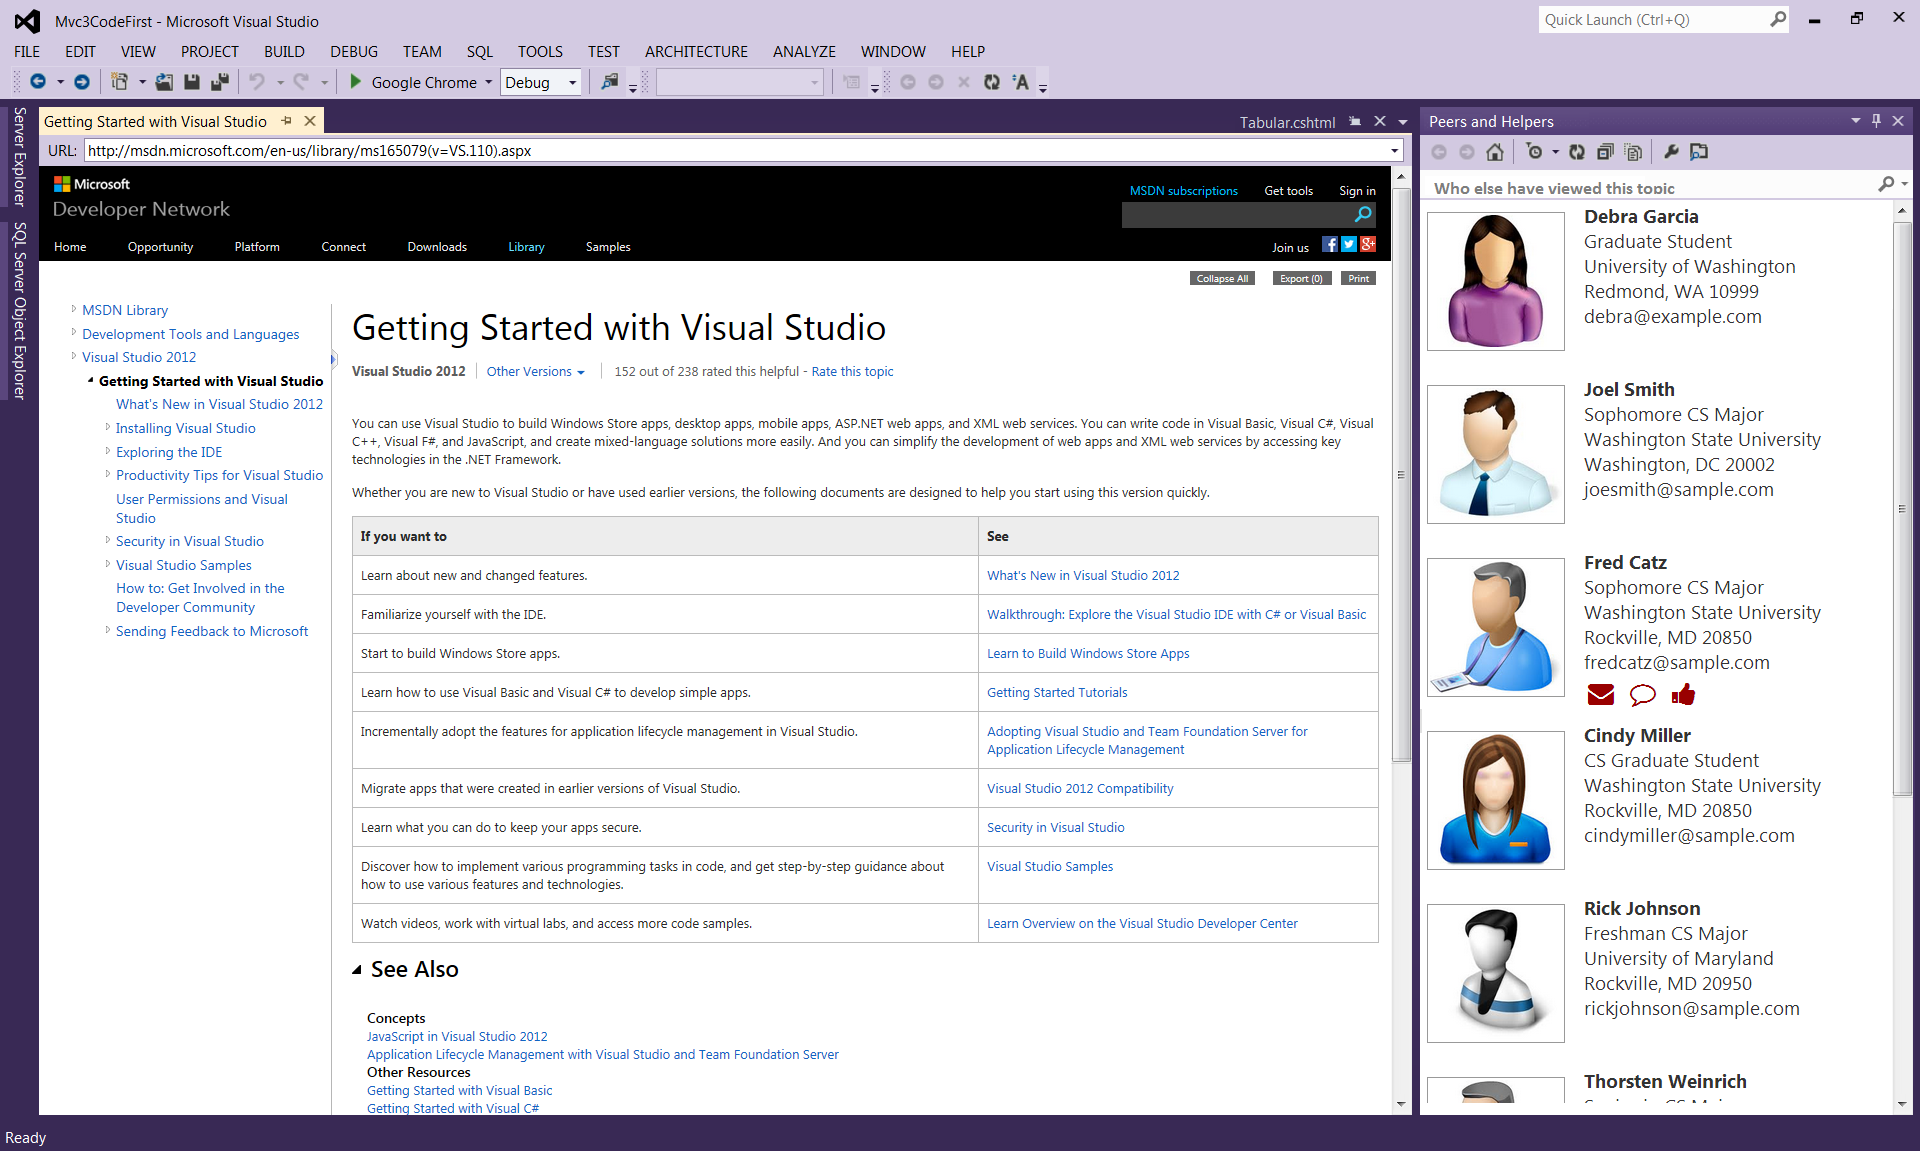 Mvc3CodeFirst - Microsoft Visual Studio
Quick Launch (Ctrl+Q)
FILE EDIT VIEW PROJECT BUILD DEBUG TEAM SQL TOOLS TEST ARCHITECTURE ANALYZE WINDOW HELP
Google Chrome Debug
Server Explorer
SQL Server Object Explorer
Getting Started with Visual Studio
Tabular.cshtml
URL: http://msdn.microsoft.com/en-us/library/ms165079(v=VS.110).aspx
Microsoft
Developer Network
MSDN subscriptions Get tools Sign in
Home Opportunity Platform Connect Downloads Library Samples
Join us
Collapse All Export (0) Print
MSDN Library
Development Tools and Languages
Visual Studio 2012
Getting Started with Visual Studio
What's New in Visual Studio 2012
Installing Visual Studio
Exploring the IDE
Productivity Tips for Visual Studio
User Permissions and Visual
Studio
Security in Visual Studio
Visual Studio Samples
How to: Get Involved in the
Developer Community
Sending Feedback to Microsoft
Getting Started with Visual Studio
Visual Studio 2012 Other Versions 152 out of 238 rated this helpful - Rate this topic
You can use Visual Studio to build Windows Store apps, desktop apps, mobile apps, ASP.NET web apps, and XML web services. You can write code in Visual Basic, Visual C#, Visual
C++, Visual F#, and JavaScript, and create mixed-language solutions more easily. And you can simplify the development of web apps and XML web services by accessing key
technologies in the .NET Framework.
Whether you are new to Visual Studio or have used earlier versions, the following documents are designed to help you start using this version quickly.
If you want to See
Learn about new and changed features. What's New in Visual Studio 2012
Familiarize yourself with the IDE. Walkthrough: Explore the Visual Studio IDE with C# or Visual Basic
Start to build Windows Store apps. Learn to Build Windows Store Apps
Learn how to use Visual Basic and Visual C# to develop simple apps. Getting Started Tutorials
Incrementally adopt the features for application lifecycle management in Visual Studio. Adopting Visual Studio and Team Foundation Server for
Application Lifecycle Management
Migrate apps that were created in earlier versions of Visual Studio. Visual Studio 2012 Compatibility
Learn what you can do to keep your apps secure. Security in Visual Studio
Discover how to implement various programming tasks in code, and get step-by-step guidance about Visual Studio Samples
how to use various features and technologies.
Watch videos, work with virtual labs, and access more code samples. Learn Overview on the Visual Studio Developer Center
See Also
Concepts
JavaScript in Visual Studio 2012
Application Lifecycle Management with Visual Studio and Team Foundation Server
Other Resources
Getting Started with Visual Basic
Getting Started with Visual C#
Peers and Helpers
Who else have viewed this topic
Debra Garcia
Graduate Student
University of Washington
Redmond, WA 10999
debra@example.com
Joel Smith
Sophomore CS Major
Washington State University
Washington, DC 20002
joesmith@sample.com
Fred Catz
Sophomore CS Major
Washington State University
Rockville, MD 20850
fredcatz@sample.com
Cindy Miller
CS Graduate Student
Washington State University
Rockville, MD 20850
cindymiller@sample.com
Rick Johnson
Freshman CS Major
University of Maryland
Rockville, MD 20950
rickjohnson@sample.com
Thorsten Weinrich
Ready